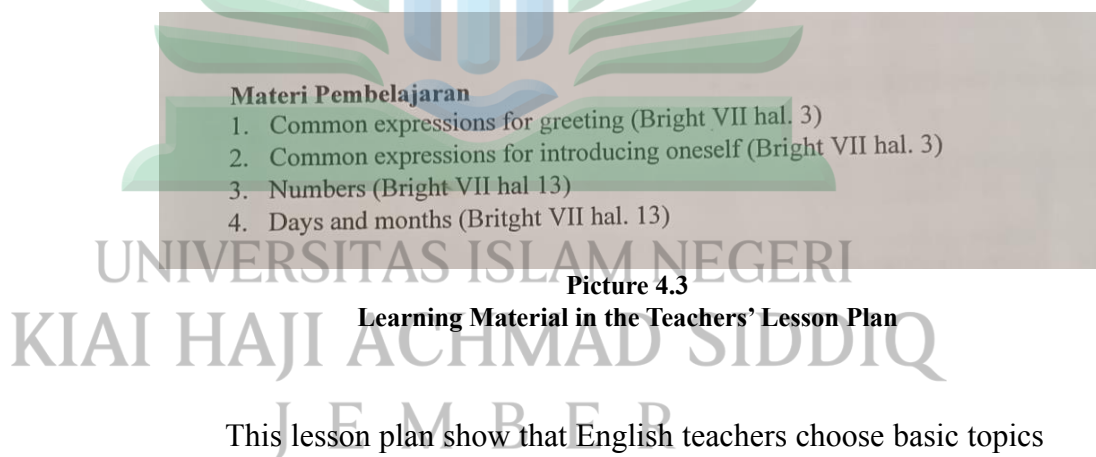 Materi Pembelajaran
1. Common expressions for greeting (Bright VII hal. 3)
2. Common expressions for introducing oneself (Bright VII hal. 3)
3. Numbers (Bright VII hal 13)
4. Days and months (Britght VII hal. 13)
UNIVERSITAS ISLAM NEGERI
Picture 4.3
Learning Material in the Teachers’ Lesson Plan
KIAI HAJI ACHMAD SIDDIQ
J E M B E R
This lesson plan show that English teachers choose basic topics